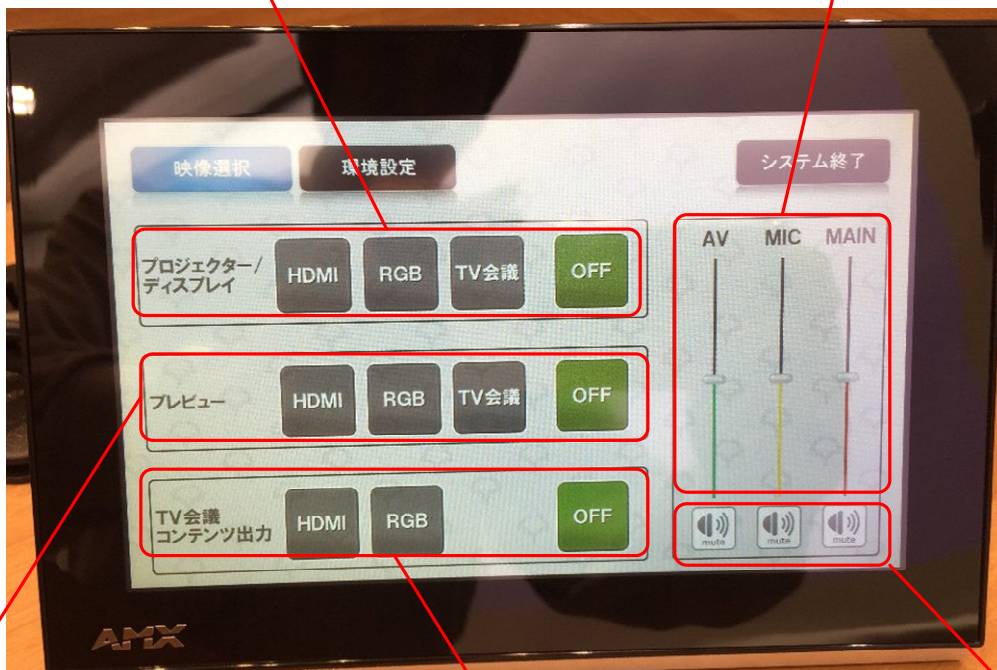 映像選択
環境設定
システム終了
プロジェクター/
ディスプレイ
HDMI
RGB
TV会議
OFF
プレビュー
HDMI
RGB
TV会議
OFF
TV会議
コンテンツ出力
HDMI
RGB
OFF
AV
MIC
MAIN
mute
mute
mute
AMX